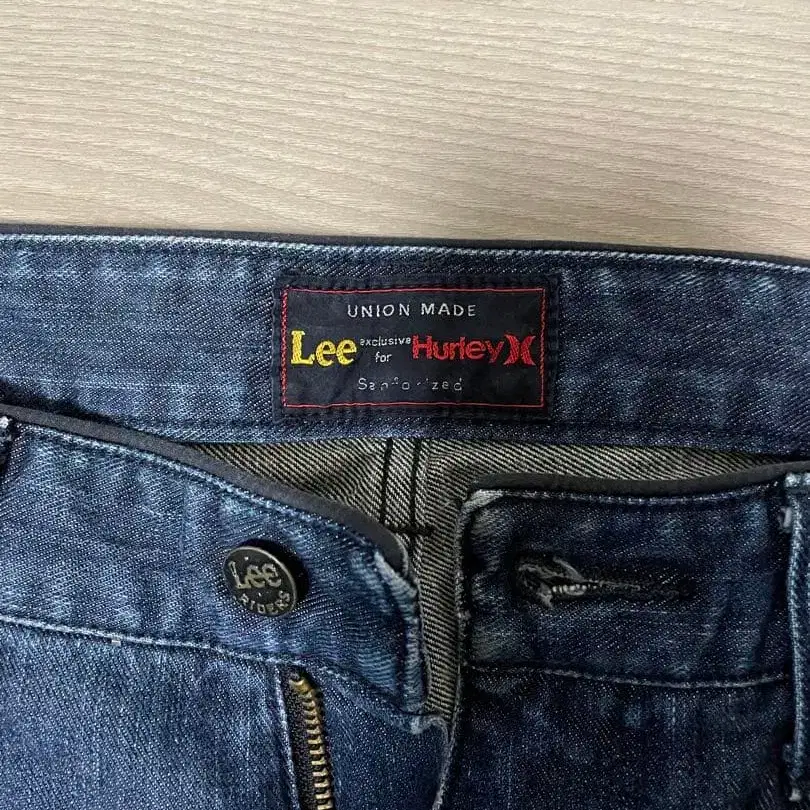 UNION MADE
Lee exclusive for Hurley
Sanforized
Lee
RIDERS